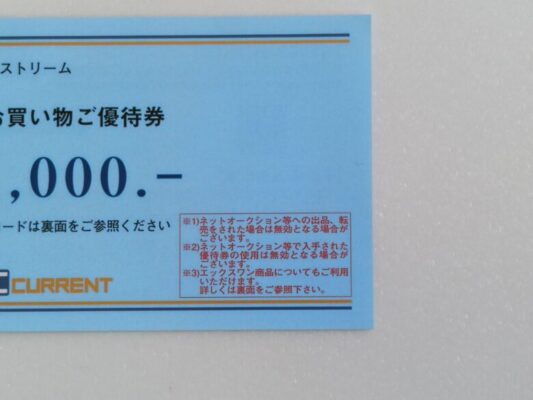 ストリーム
お買い物ご優待券
,000.-
コードは裏面をご参照ください
※1)ネットオークション等への出品、転
売をされた場合は無効となる場合が
ございます。
※2)ネットオークション等で入手された
優待券の使用は無効となる場合が
ございます。
※3)エックスワン商品についてもご利用
いただけます。
詳しくは裏面をご参照下さい。
CURRENT